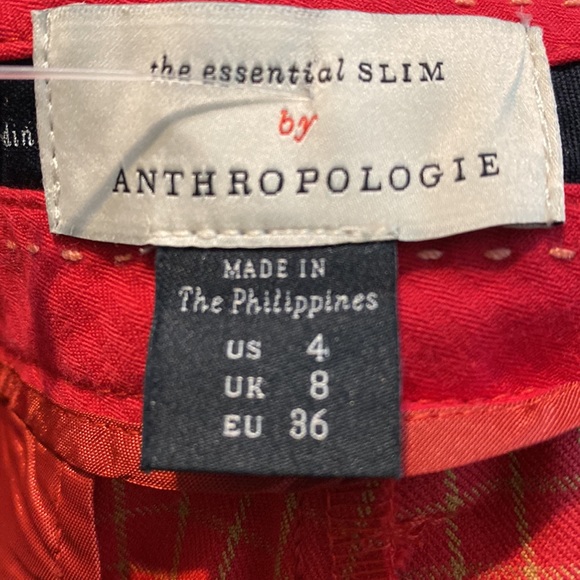 the essential SLIM
by
ANTHROPOLOGIE
MADE IN
The Philippines
US 4
UK 8
EU 36